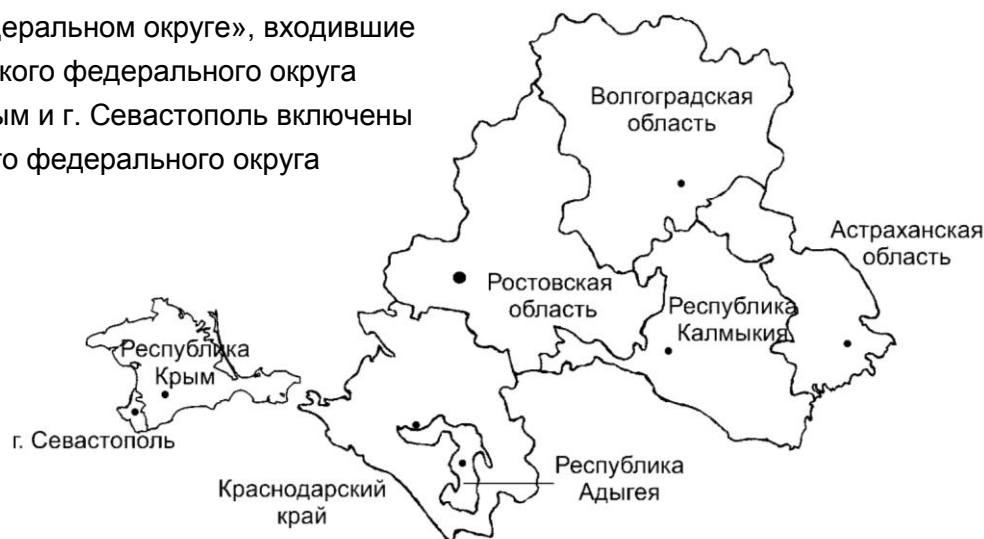 деральном округе», входившие
кого федерального округа
ым и г. Севастополь включены
го федерального округа
Волгоградская
область
Астраханская
область
Ростовская
область
Республика
Калмыкия
Республика
Крым
г. Севастополь
Краснодарский
край
Республика
Адыгея